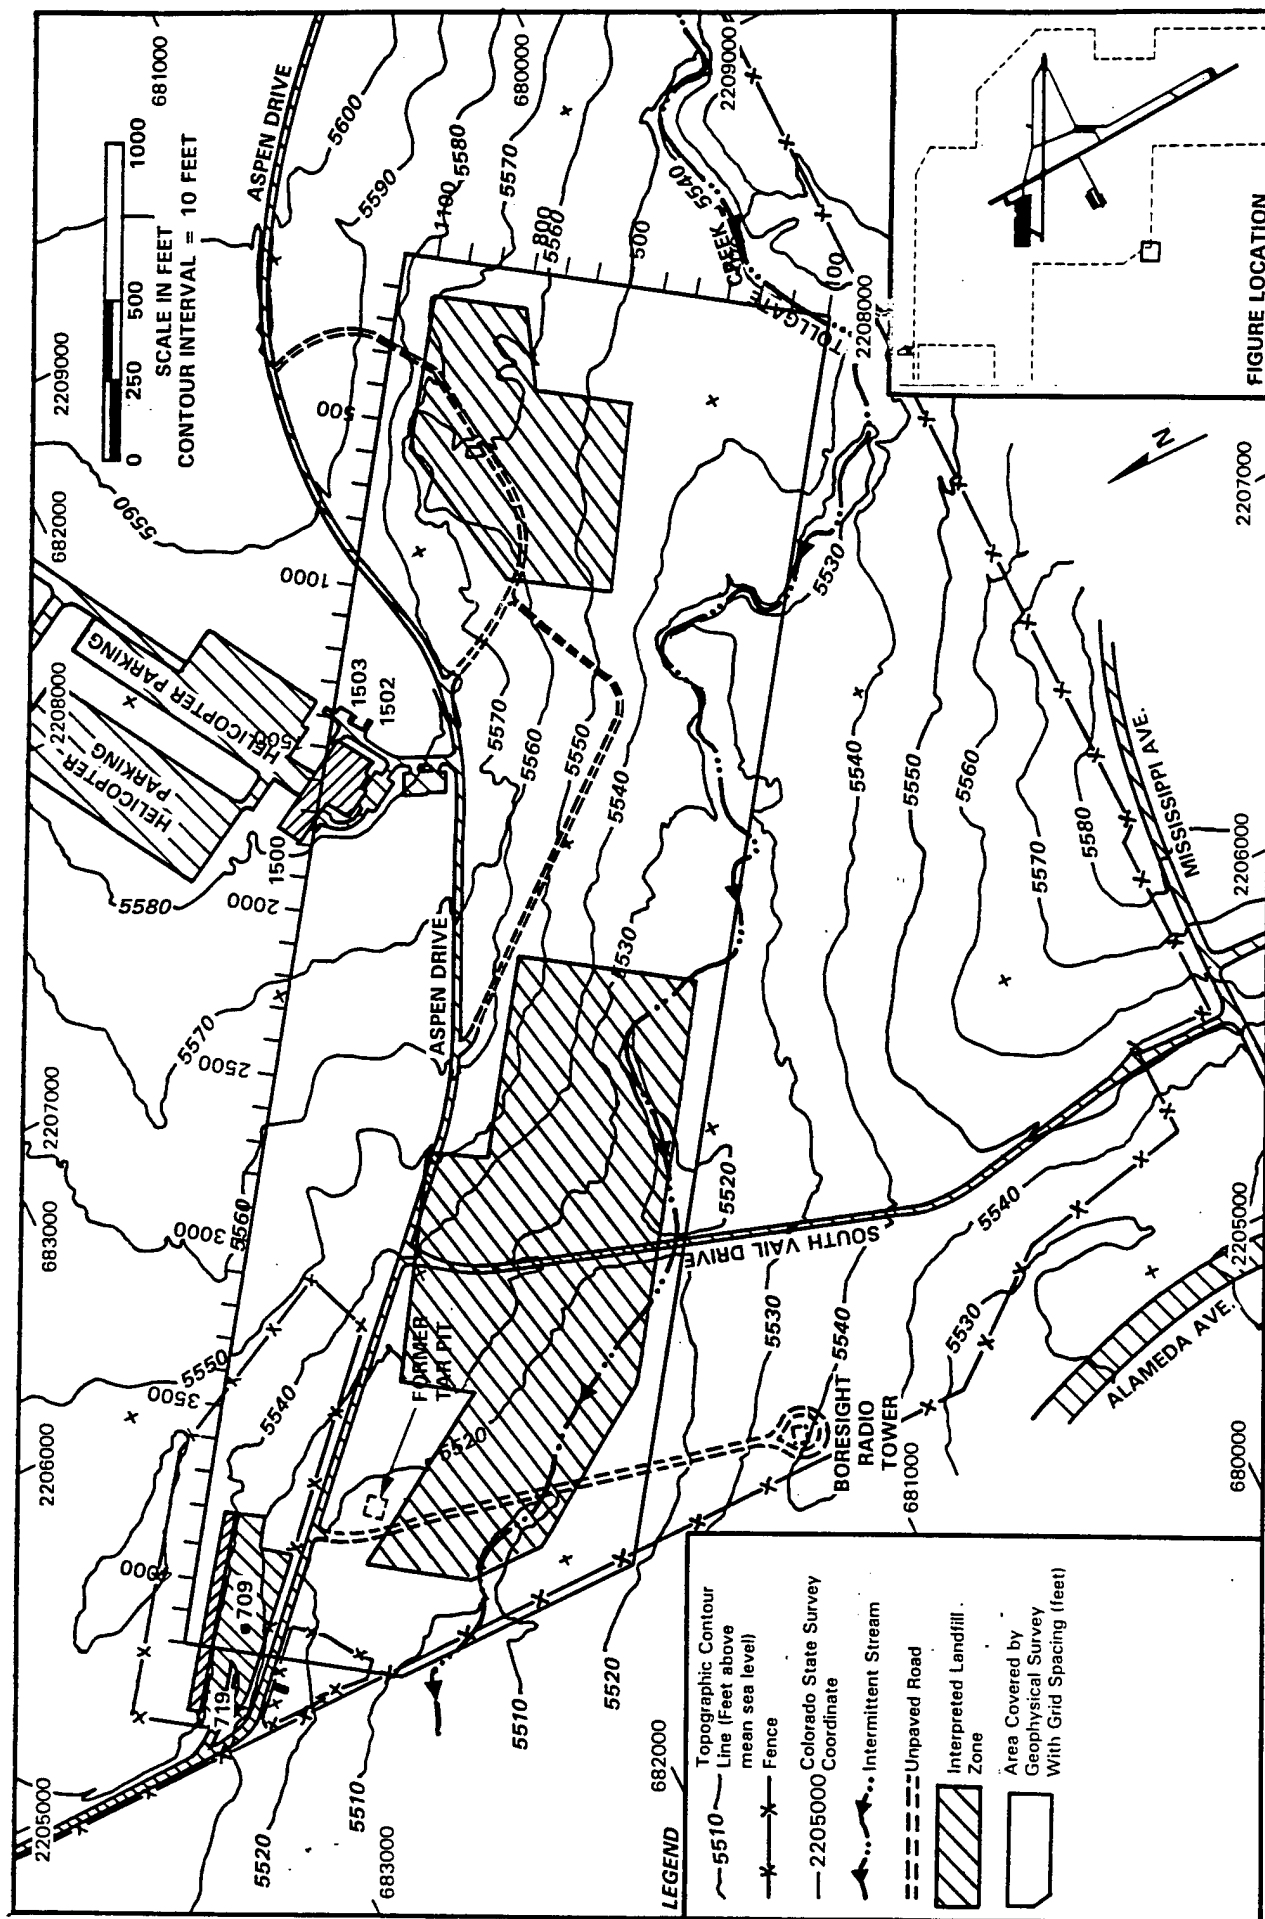 2205000
2206000
683000
2207000
2208000
682000
2209000
681000
0
250
500
1000
SCALE IN FEET
CONTOUR INTERVAL = 10 FEET
ASPEN DRIVE
5600
5590
5590
5580
5570
5560
680000
1100
800
500
100
500
1000
1500
2000
2500
3000
3500
4000
HELICOPTER
PARKING
HELICOPTER PARKING
1503
1502
1500
5580
5570
5560
5550
5540
ASPEN DRIVE
5570
5560
5550
5540
5530
719
709
FORMER
TAR PIT
5520
5520
5510
683000
5510
5520
5520
SOUTH VAIL DRIVE
5530
5540
BORESIGHT
RADIO
TOWER
681000
5530
5540
ALAMEDA AVE.
680000
2205000
2206000
MISSISSIPPI AVE.
5540
5550
5560
5570
5580
5530
TOLLGATE
CREEK
5540
2208000
2209000
2207000
N
FIGURE LOCATION
682000
LEGEND
5510
Topographic Contour
Line (Feet above
mean sea level)
Fence
2205000
Colorado State Survey
Coordinate
Intermittent Stream
Unpaved Road
Interpreted Landfill
Zone
Area Covered by
Geophysical Survey
With Grid Spacing (feet)